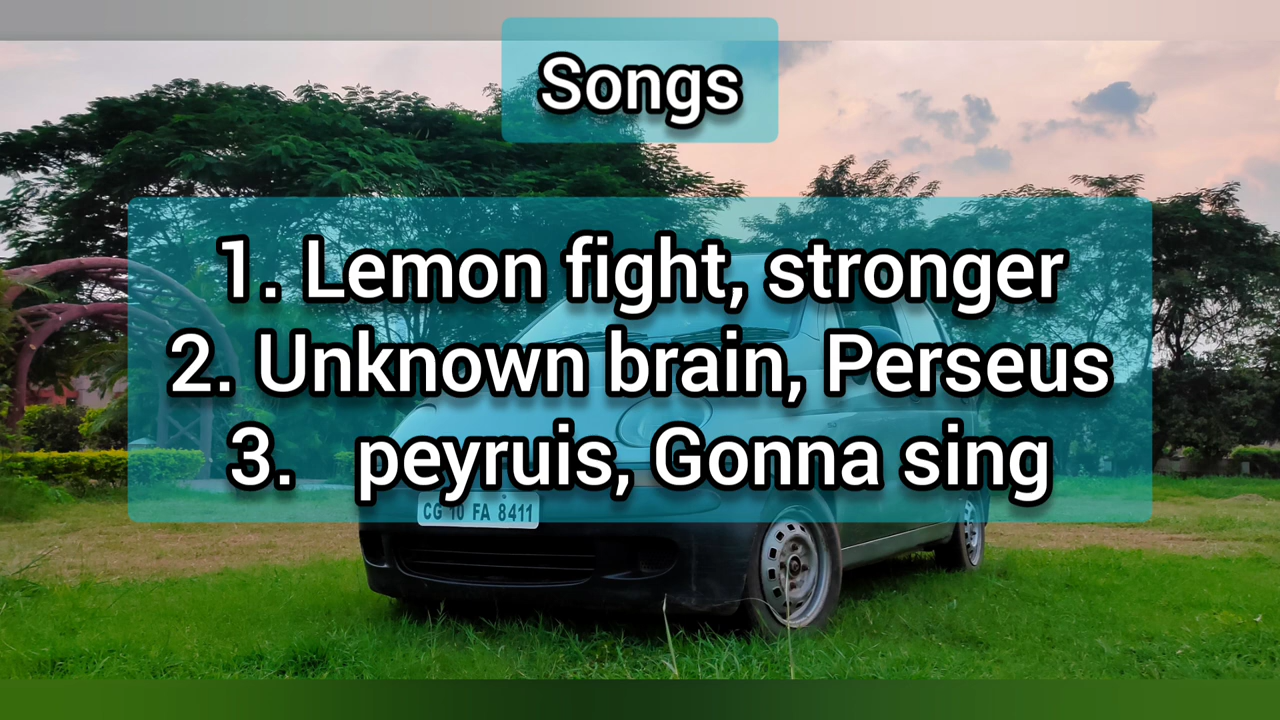 Songs
1. Lemon fight, stronger
2. Unknown brain, Perseus
3. peyruis, Gonna sing
CG 10 FA 8411